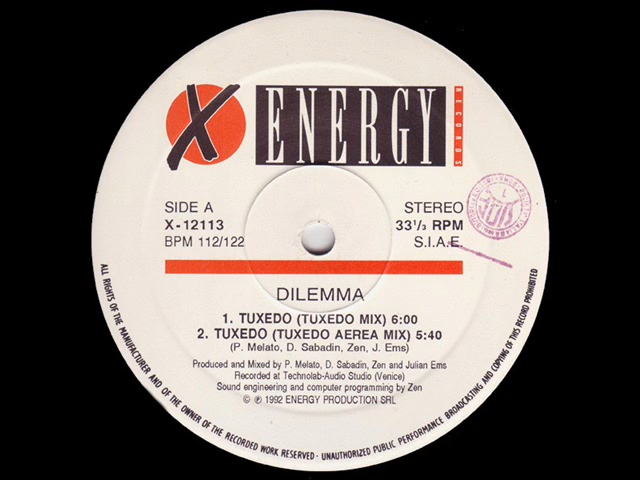 X ENERGY
RECORDS
SIDE A
X-12113
BPM 112/122
STEREO
33 1/3 RPM
S.I.A.E.
DILEMMA
1. TUXEDO (TUXEDO MIX) 6:00
2. TUXEDO (TUXEDO AEREA MIX) 5:40
(P. Melato, D. Sabadin, Zen, J. Ems)
Produced and Mixed by P. Melato, D. Sabadin, Zen and Julian Ems
Recorded at Technolab-Audio Studio (Venice)
Sound engineering and computer programming by Zen
© ℗ 1992 ENERGY PRODUCTION SRL
ALL RIGHTS OF THE MANUFACTURER AND OF THE OWNER OF THE RECORDED WORK RESERVED · UNAUTHORIZED PUBLIC PERFORMANCE BROADCASTING AND COPYING OF THIS RECORD PROHIBITED